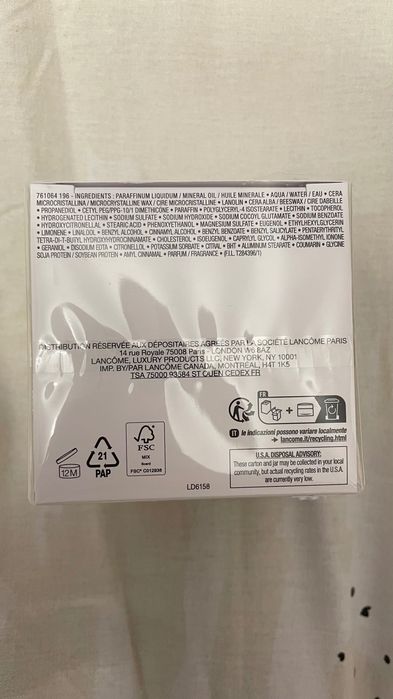 761064 196 - INGREDIENTS : PARAFFINUM LIQUIDUM / MINERAL OIL / HUILE MINERALE • AQUA / WATER / EAU • CERA
MICROCRISTALLINA / MICROCRYSTALLINE WAX / CIRE MICROCRISTALLINE • LANOLIN • CERA ALBA / BEESWAX / CIRE DABEILLE
• PROPANEDIOL • CETYL PEG/PPG-10/1 DIMETHICONE • PARAFFIN • POLYGLYCERYL-4 ISOSTEARATE • LECITHIN • TOCOPHEROL
• HYDROGENATED LECITHIN • SODIUM SULFATE • SODIUM HYDROXIDE • SODIUM COCOYL GLUTAMATE • SODIUM BENZOATE
• HYDROXYCITRONELLAL • STEARIC ACID • PHENOXYETHANOL • MAGNESIUM SULFATE • EUGENOL • ETHYLHEXYLGLYCERIN
• LIMONENE • LINALOOL • BENZYL ALCOHOL • CINNAMYL ALCOHOL • BENZYL BENZOATE • BENZYL SALICYLATE • PENTAERYTHRITYL
TETRA-DI-T-BUTYL HYDROXYHYDROCINNAMATE • CHOLESTEROL • ISOEUGENOL • CAPRYLYL GLYCOL • ALPHA-ISOMETHYL IONONE
• GERANIOL • DISODIUM EDTA • CITRONELLOL • POTASSIUM SORBATE • CITRAL • BHT ALUMINUM STEARATE • COUMARIN • GLYCINE
SOJA PROTEIN / SOYBEAN PROTEIN • AMYL CINNAMAL • PARFUM / FRAGRANCE • (F.I.L. T284396/1)
DISTRIBUTION RÉSERVÉE AUX DÉPOSITAIRES AGRÉÉS PAR LA SOCIÉTÉ LANCÔME PARIS
14 rue Royale 75008 Paris - LONDON W6 8AZ
LANCÔME, LUXURY PRODUCTS LLC, NEW YORK, NY 10001
IMP. BY/PAR LANCÔME CANADA, MONTREAL, H4T 1K5
TSA 75000 93584 ST OUEN CEDEX FR
FR
+
IT le indicazioni possono variare localmente
→ lancome.it/recycling.html
U.S.A. DISPOSAL ADVISORY:
These carton and jar may be collected in your local
community, but actual recycling rates in the U.S.A.
are currently very low.
12M
21
PAP
FSC
MIX
Board
FSC® C012938
LD6158